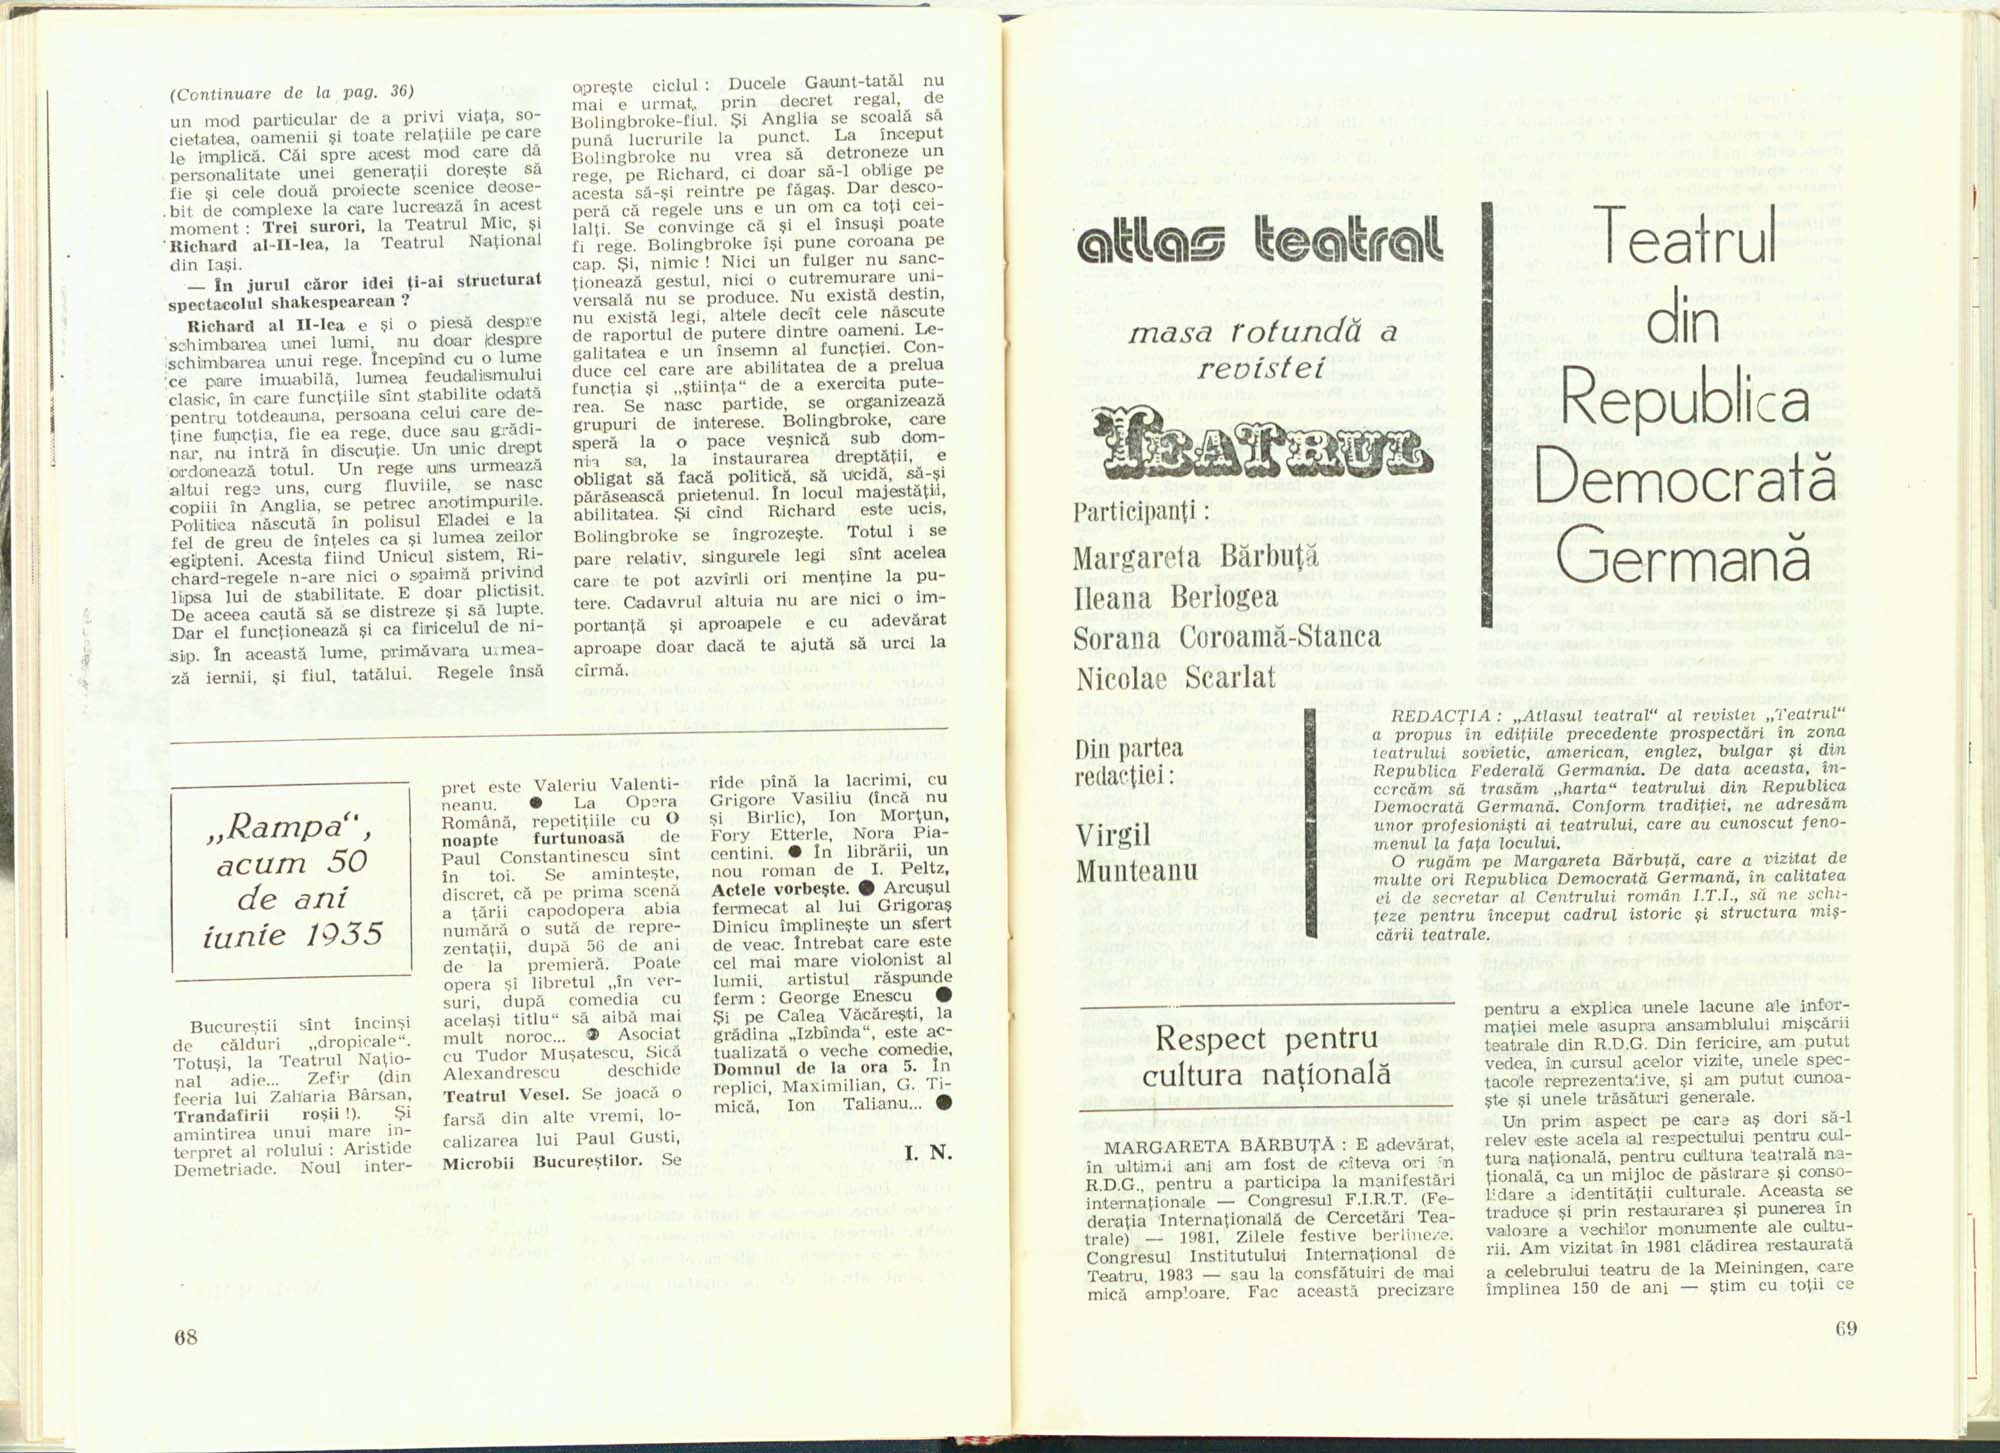 (Continuare de la pag. 36)
un mod particular de a privi viața, so-
cietatea, oamenii și toate relațiile pe care
le implică. Căi spre acest mod care dă
personalitate unei generații dorește să
fie și cele două proiecte scenice deose-
bit de complexe la care lucrează în acest
moment : Trei surori, la Teatrul Mic, și
Richard al-II-lea, la Teatrul Național
din Iași.
— În jurul căror idei ți-ai structurat
spectacolul shakespearean ?
Richard al II-lea e și o piesă despre
schimbarea unei lumi, nu doar despre
schimbarea unui rege. Începînd cu o lume
ce pare imuabilă, lumea feudalismului
clasic, în care funcțiile sînt stabilite odată
pentru totdeauna, persoana celui care de-
ține funcția, fie ea rege, duce sau grădi-
nar, nu intră în discuție. Un unic drept
ordonează totul. Un rege uns urmează
altui rege uns, curg fluviile, se nasc
copiii în Anglia, se petrec anotimpurile.
Politica născută în polisul Eladei e la
fel de greu de înțeles ca și lumea zeilor
egipteni. Acesta fiind Unicul sistem, Ri-
chard-regele n-are nici o spaimă privind
lipsa lui de stabilitate. E doar plictisit.
De aceea caută să se distreze și să lupte.
Dar el funcționează și ca firicelul de ni-
sip. În această lume, primăvara urmea-
ză iernii, și fiul, tatălui. Regele însă
oprește ciclul : Ducele Gaunt-tatăl nu
mai e urmat, prin decret regal, de
Bolingbroke-fiul. Și Anglia se scoală să
pună lucrurile la punct. La început
Bolingbroke nu vrea să detroneze un
rege, pe Richard, ci doar să-l oblige pe
acesta să-și reintre pe făgaș. Dar desco-
peră că regele uns e un om ca toți cei-
lalți. Se convinge că și el însuși poate
fi rege. Bolingbroke își pune coroana pe
cap. Și, nimic ! Nici un fulger nu sanc-
ționează gestul, nici o cutremurare uni-
versală nu se produce. Nu există destin,
nu există legi, altele decît cele născute
de raportul de putere dintre oameni. Le-
galitatea e un însemn al funcției. Con-
duce cel care are abilitatea de a prelua
funcția și „știința“ de a exercita pute-
rea. Se nasc partide, se organizează
grupuri de interese. Bolingbroke, care
speră la o pace veșnică sub dom-
nia sa, la instaurarea dreptății, e
obligat să facă politică, să ucidă, să-și
părăsească prietenul. În locul majestății,
abilitatea. Și cînd Richard este ucis,
Bolingbroke se îngrozește. Totul i se
pare relativ, singurele legi sînt acelea
care te pot azvîrli ori menține la pu-
tere. Cadavrul altuia nu are nici o im-
portanță și aproapele e cu adevărat
aproape doar dacă te ajută să urci la
cîrmă.
„Rampa“,
acum 50
de ani
iunie 1935
Bucureștii sînt încinși
de călduri „dropicale“.
Totuși, la Teatrul Națio-
nal adie... Zefir (din
feeria lui Zaharia Bârsan,
Trandafirii roșii !). Și
amintirea unui mare in-
terpret al rolului : Aristide
Demetriade. Noul inter-
pret este Valeriu Valenti-
neanu. ● La Opera
Română, repetițiile cu O
noapte furtunoasă de
Paul Constantinescu sînt
în toi. Se amintește,
discret, că pe prima scenă
a țării capodopera abia
numără o sută de repre-
zentații, după 56 de ani
de la premieră. Poate
opera și libretul „în ver-
suri, după comedia cu
același titlu“ să aibă mai
mult noroc... ● Asociat
cu Tudor Mușatescu, Sică
Alexandrescu deschide
Teatrul Vesel. Se joacă o
farsă din alte vremi, lo-
calizarea lui Paul Gusti,
Microbii Bucureștilor. Se
rîde pînă la lacrimi, cu
Grigore Vasiliu (încă nu
și Birlic), Ion Morțun,
Fory Etterle, Nora Pia-
centini. ● În librării, un
nou roman de I. Peltz,
Actele vorbește. ● Arcușul
fermecat al lui Grigoraș
Dinicu împlinește un sfert
de veac. Întrebat care este
cel mai mare violonist al
lumii, artistul răspunde
ferm : George Enescu ●
Și pe Calea Văcărești, la
grădina „Izbînda“, este ac-
tualizată o veche comedie,
Domnul de la ora 5. În
replici, Maximilian, G. Ti-
mică, Ion Talianu... ●
I. N.
68
atlas teatral
masa rotundă a
revistei
TEATRUL
Participanți :
Margareta Bărbuță
Ileana Berlogea
Sorana Coroamă-Stanca
Nicolae Scarlat
Din partea
redacției :
Virgil
Munteanu
Teatrul
din
Republica
Democrată
Germană
REDACȚIA : „Atlasul teatral“ al revistei „Teatrul“
a propus în edițiile precedente prospectări în zona
teatrului sovietic, american, englez, bulgar și din
Republica Federală Germania. De data aceasta, în-
cercăm să trasăm „harta“ teatrului din Republica
Democrată Germană. Conform tradiției, ne adresăm
unor profesioniști ai teatrului, care au cunoscut feno-
menul la fața locului.
O rugăm pe Margareta Bărbuță, care a vizitat de
multe ori Republica Democrată Germană, în calitatea
ei de secretar al Centrului român I.T.I., să ne schi-
țeze pentru început cadrul istoric și structura miș-
cării teatrale.
Respect pentru
cultura națională
MARGARETA BĂRBUȚĂ : E adevărat,
în ultimii ani am fost de cîteva ori în
R.D.G., pentru a participa la manifestări
internaționale — Congresul F.I.R.T. (Fe-
derația Internațională de Cercetări Tea-
trale) — 1981, Zilele festive berlineze,
Congresul Institutului Internațional de
Teatru, 1983 — sau la consfătuiri de mai
mică amploare. Fac această precizare
pentru a explica unele lacune ale infor-
mației mele asupra ansamblului mișcării
teatrale din R.D.G. Din fericire, am putut
vedea, în cursul acelor vizite, unele spec-
tacole reprezentative, și am putut cunoa-
ște și unele trăsături generale.
Un prim aspect pe care aș dori să-l
relev este acela al respectului pentru cul-
tura națională, pentru cultura teatrală na-
țională, ca un mijloc de păstrare și conso-
lidare a identității culturale. Aceasta se
traduce și prin restaurarea și punerea în
valoare a vechilor monumente ale cultu-
rii. Am vizitat în 1981 clădirea restaurată
a celebrului teatru de la Meiningen, care
împlinea 150 de ani — știm cu toții ce
69